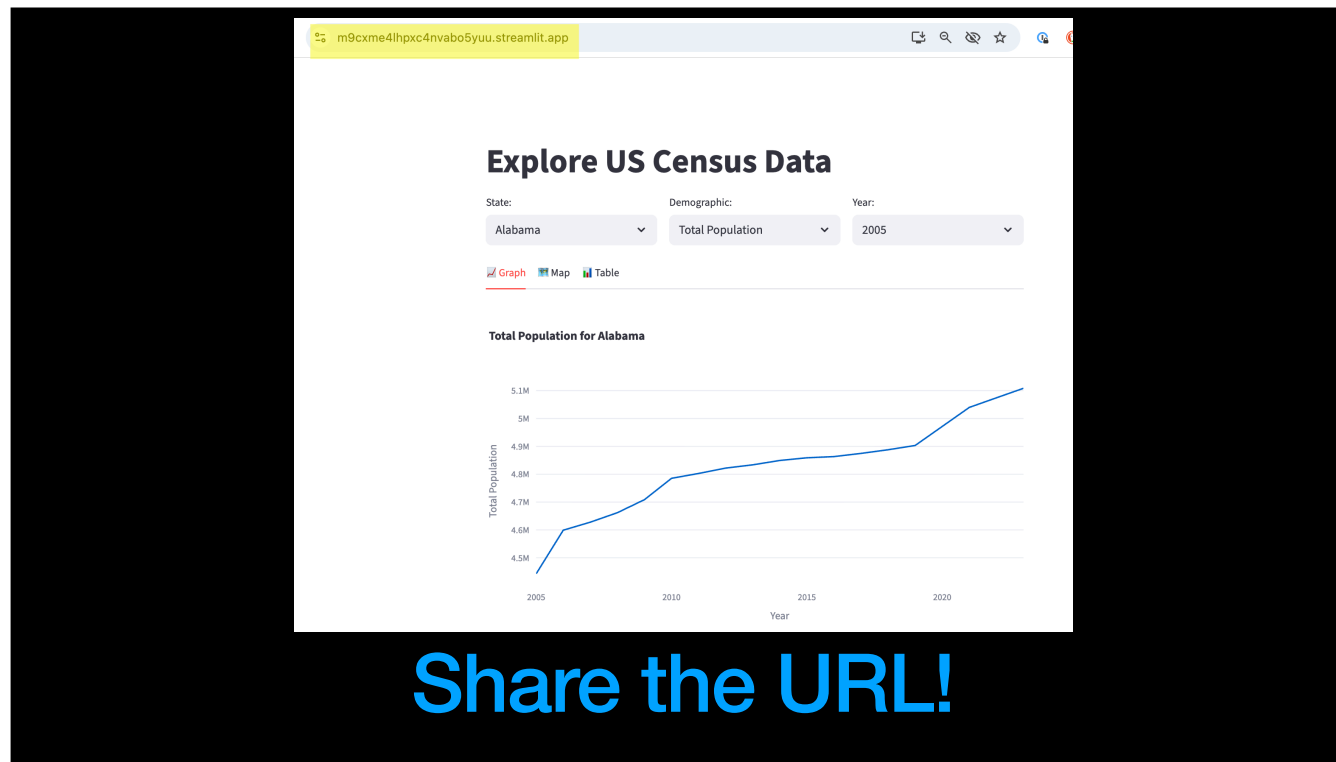 m9cxme4lhpxc4nvabo5yuu.streamlit.app
Explore US Census Data
State: Demographic: Year:
Alabama Total Population 2005
Graph Map Table
Total Population for Alabama
5.1M
5M
4.9M
4.8M
4.7M
4.6M
4.5M
Total Population
2005 2010 2015 2020
Year
Share the URL!